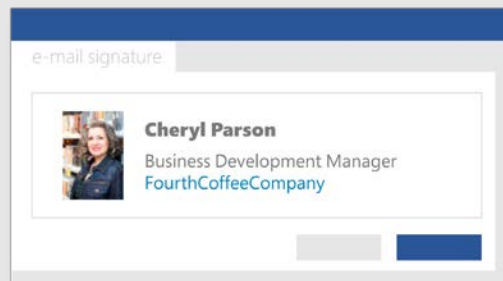 e-mail signature
Cheryl Parson
Business Development Manager
FourthCoffeeCompany